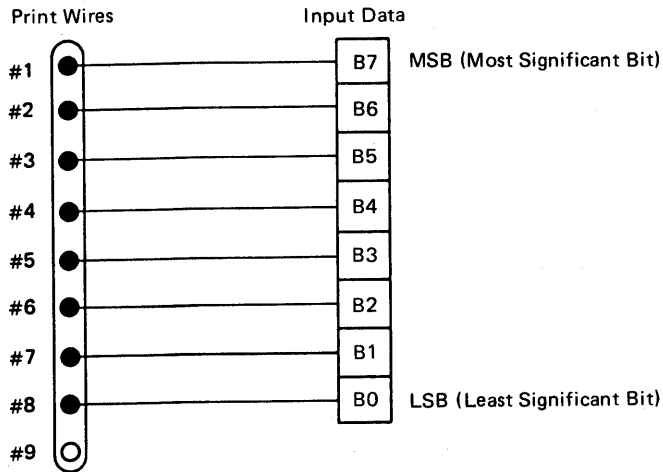 Print Wires Input Data
#1 B7 MSB (Most Significant Bit)
#2 B6
#3 B5
#4 B4
#5 B3
#6 B2
#7 B1
#8 B0 LSB (Least Significant Bit)
#9